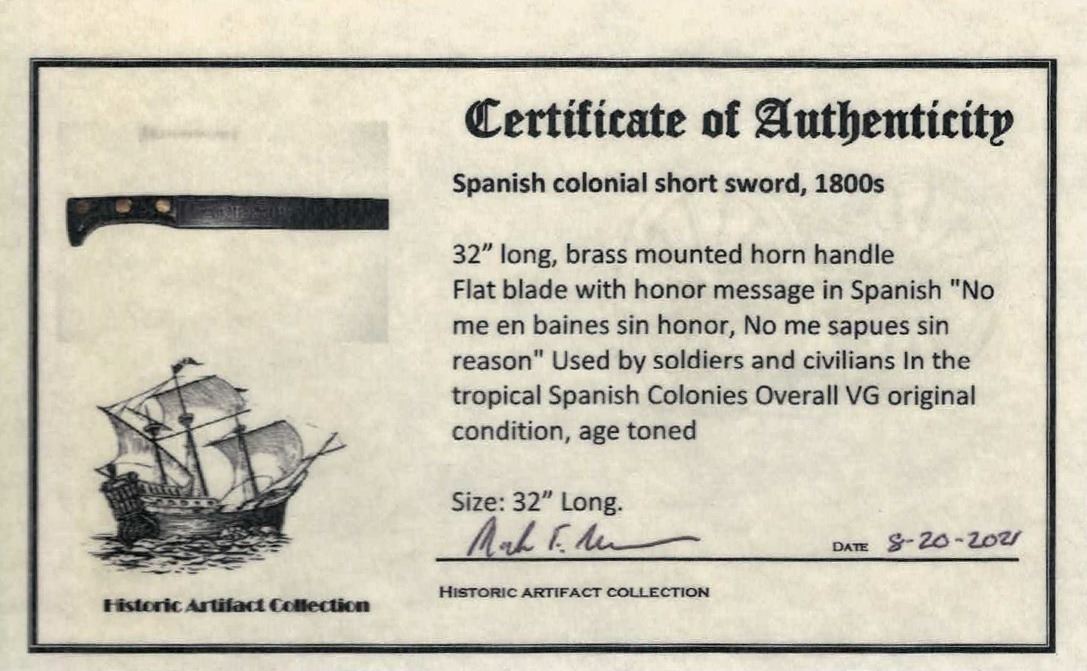 Certificate of Authenticity
Spanish colonial short sword, 1800s
32” long, brass mounted horn handle
Flat blade with honor message in Spanish "No
me en baines sin honor, No me sapues sin
reason" Used by soldiers and civilians In the
tropical Spanish Colonies Overall VG original
condition, age toned
Size: 32” Long.
DATE 8-20-2021
HISTORIC ARTIFACT COLLECTION
Historic Artifact Collection